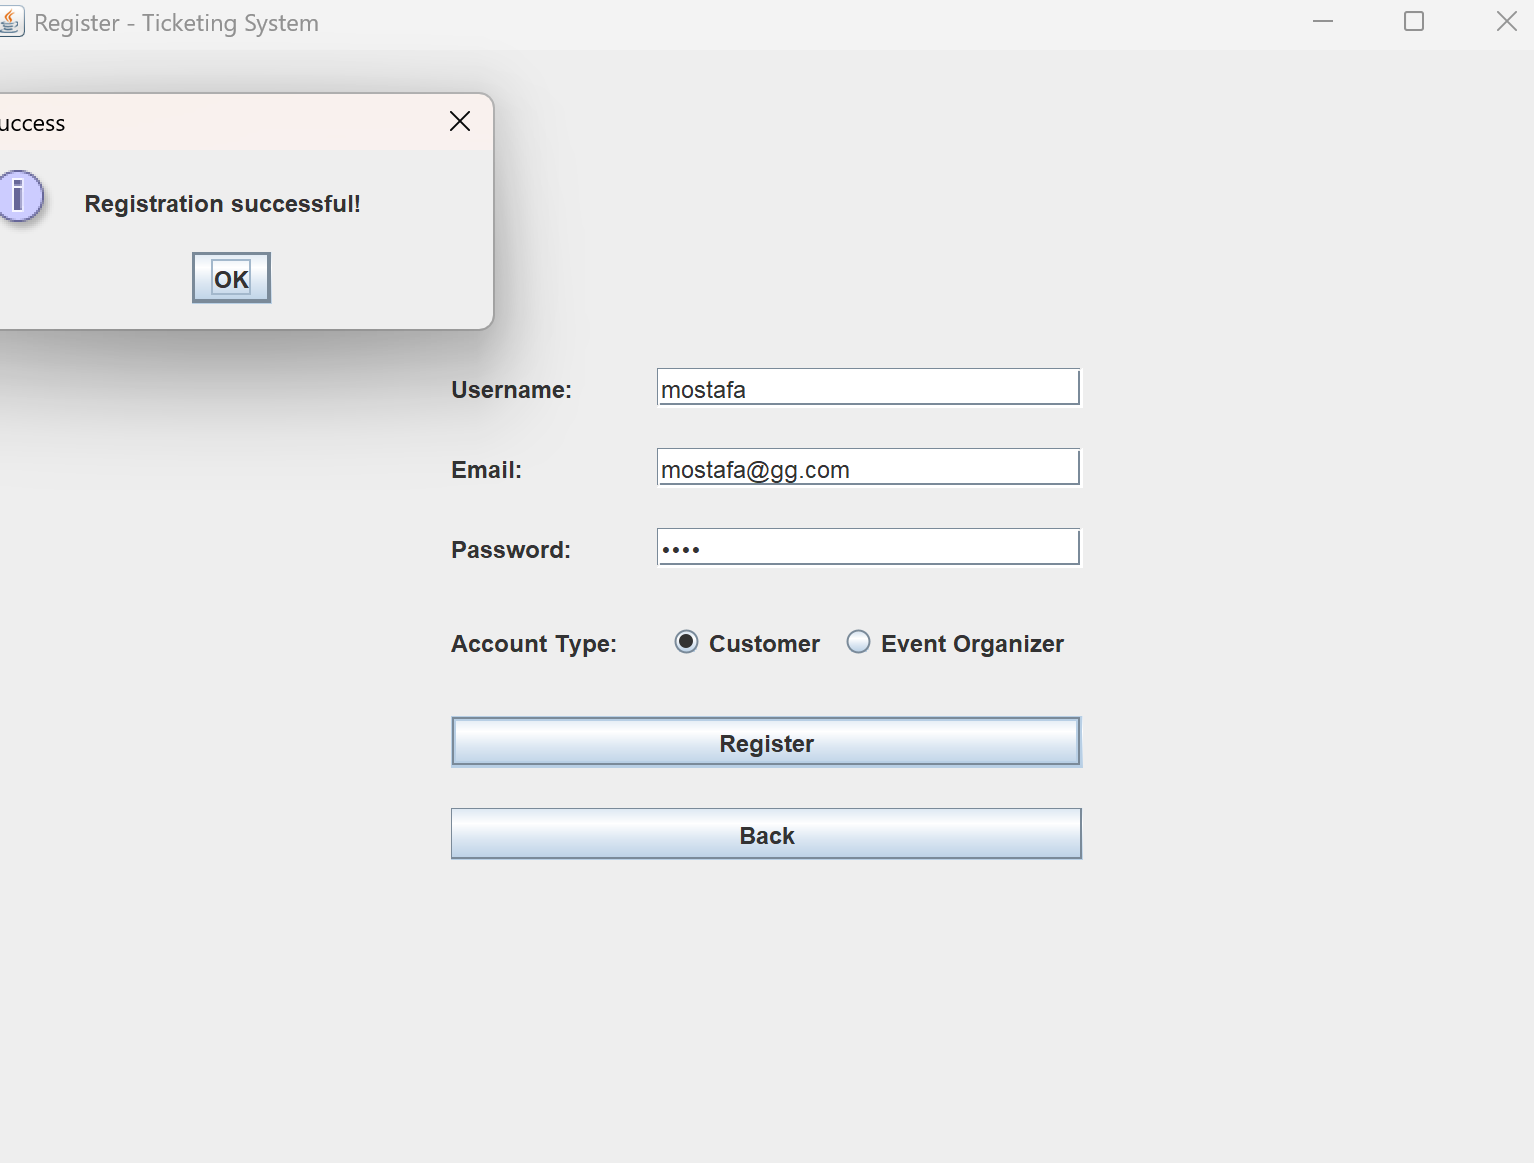 Register - Ticketing System
uccess
Registration successful!
OK
Username: mostafa
Email: mostafa@gg.com
Password: ••••
Account Type: Customer Event Organizer
Register
Back